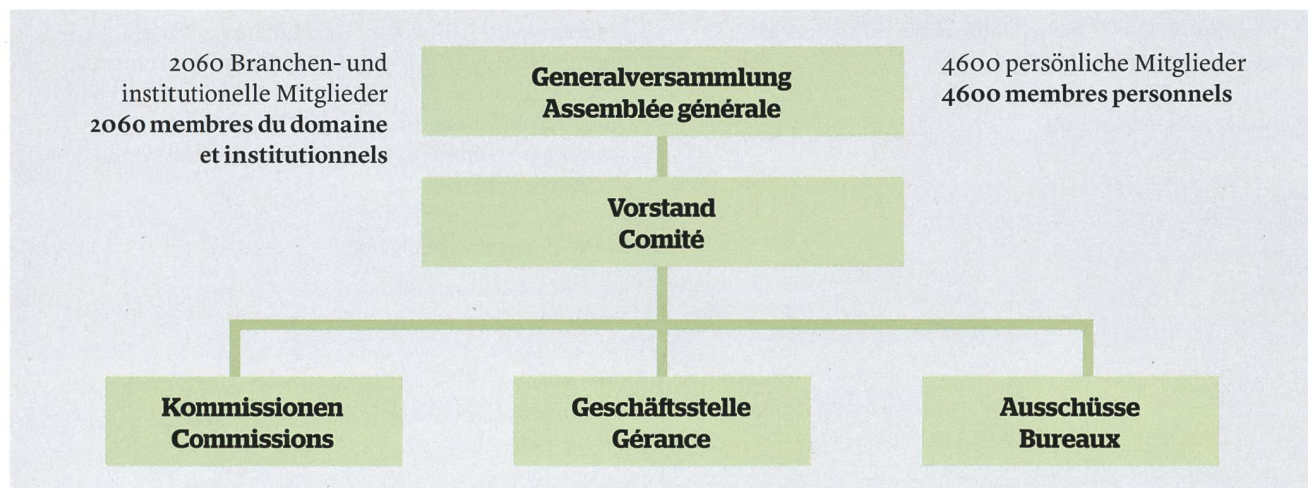 2060 Branchen- und
institutionelle Mitglieder
2060 membres du domaine
et institutionnels
Generalversammlung
Assemblée générale
4600 persönliche Mitglieder
4600 membres personnels
Vorstand
Comité
Kommissionen
Commissions
Geschäftsstelle
Gérance
Ausschüsse
Bureaux